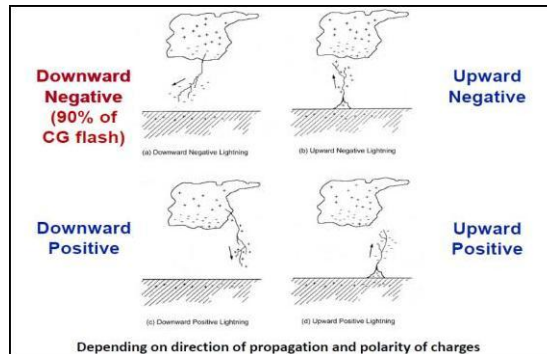 Downward
Negative
(90% of
CG flash)
Upward
Negative
(a) Downward Negative Lightning
(b) Upward Negative Lightning
Downward
Positive
Upward
Positive
(c) Downward Positive Lightning
(d) Upward Positive Lightning
Depending on direction of propagation and polarity of charges